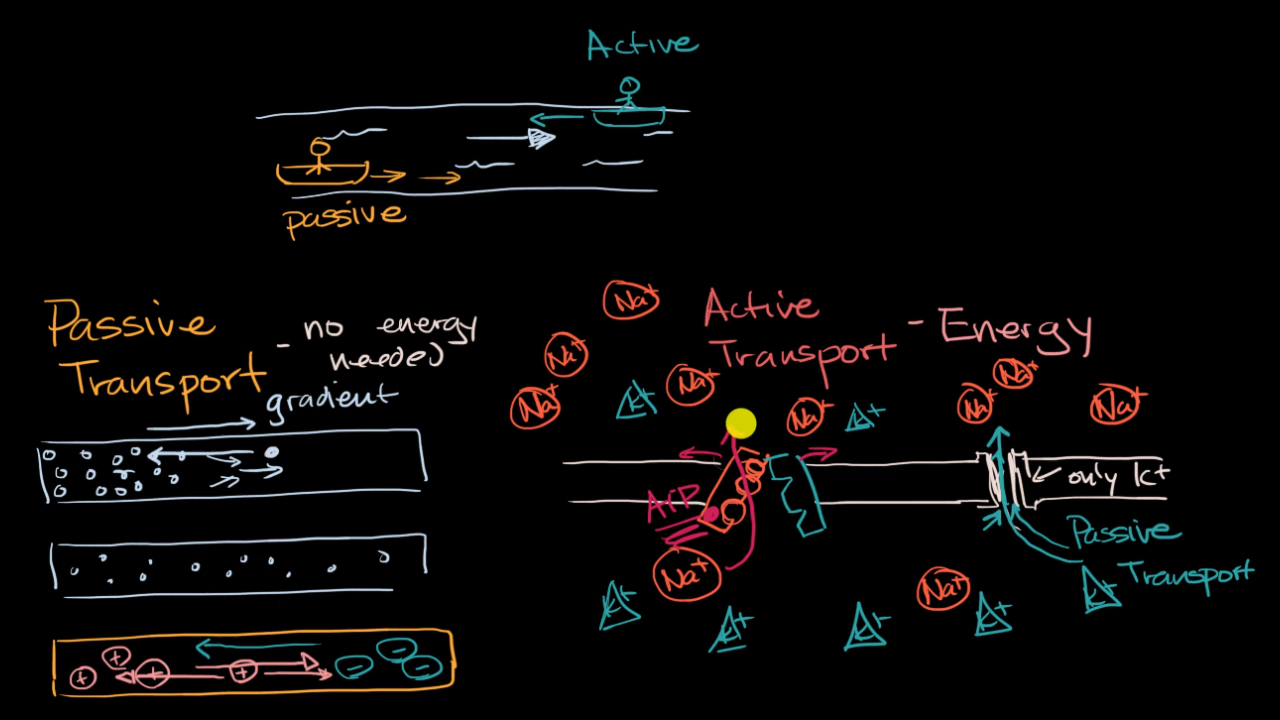 Active
passive
Passive
Transport
- no energy
needed
gradient
Active
Transport
- Energy
Na+
Na+
Na+
Na+
K+
Na+
K+
Na+
Na+
Na+
only K+
ATP
Passive
Transport
Na+
Na+
K+
K+
K+
K+
K+
+
+
+
+
-
-
-